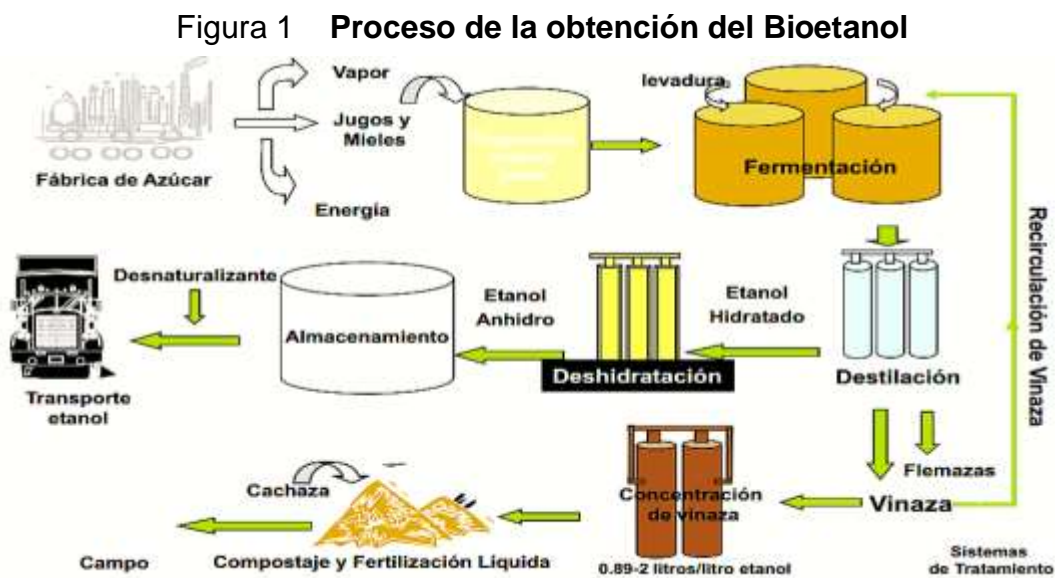 Figura 1 Proceso de la obtención del Bioetanol
Vapor
Jugos y
Mieles
Energía
Fábrica de Azúcar
levadura
Fermentación
Recirculación de Vinaza
Desnaturalizante
Transporte
etanol
Almacenamiento
Etanol
Anhidro
Deshidratación
Etanol
Hidratado
Destilación
Flemazas
Vinaza
Concentración
de vinaza
0.89-2 litros/litro etanol
Cachaza
Compostaje y Fertilización Líquida
Campo
Sistemas
de Tratamiento